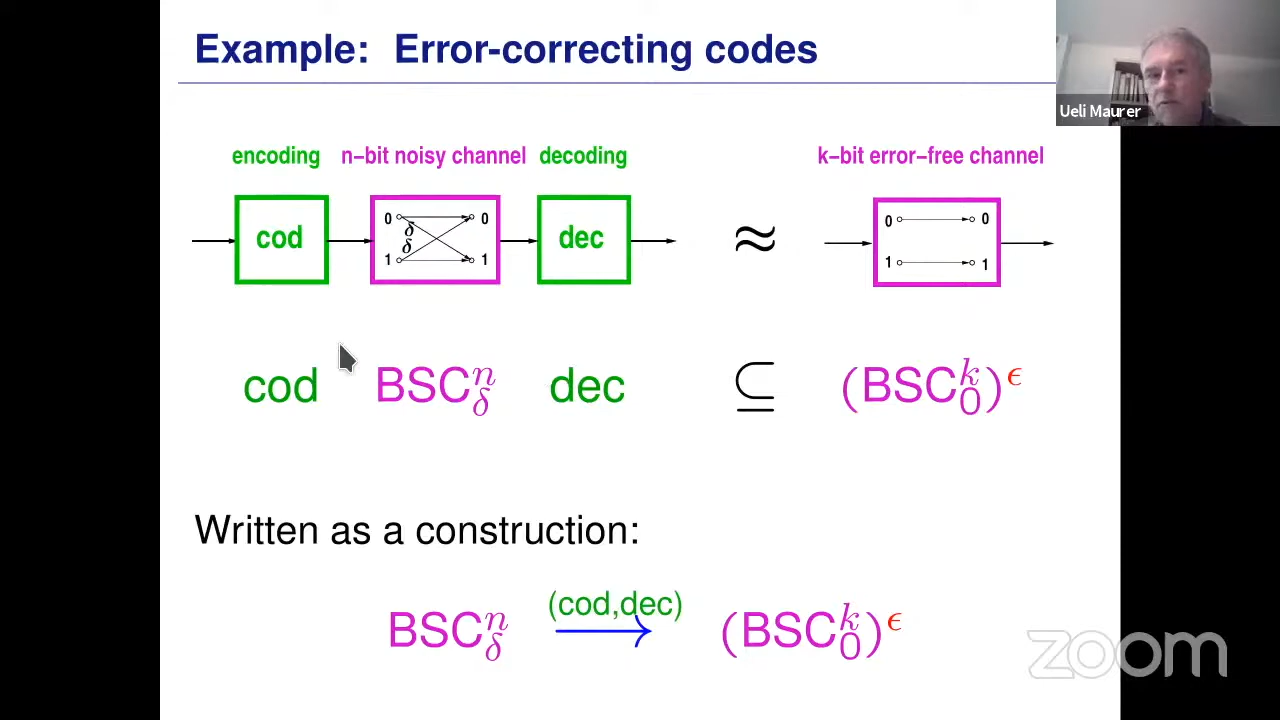 Example: Error-correcting codes
Ueli Maurer
encoding n-bit noisy channel decoding k-bit error-free channel
cod 0 δ δ 1 0 1 dec ≈ 0 1 0 1
cod BSC^n_δ dec ⊆ (BSC^k_0)^ϵ
Written as a construction:
(cod,dec)
BSC^n_δ → (BSC^k_0)^ϵ
zoom